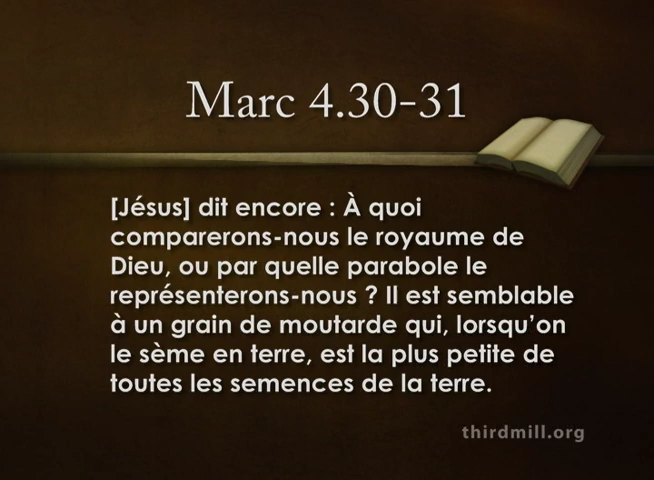 Marc 4.30-31
[Jésus] dit encore : À quoi
comparerons-nous le royaume de
Dieu, ou par quelle parabole le
représenterons-nous ? Il est semblable
à un grain de moutarde qui, lorsqu’on
le sème en terre, est la plus petite de
toutes les semences de la terre.
thirdmill.org